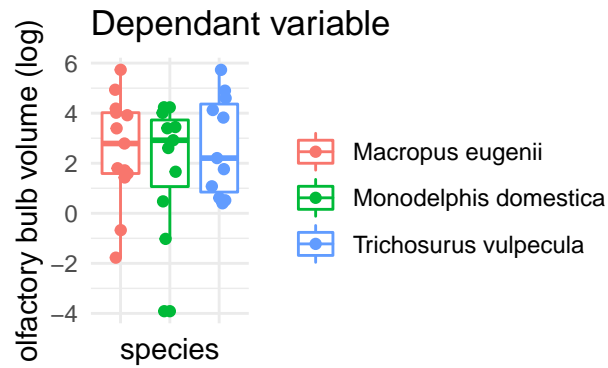 Dependant variable
olfactory bulb volume (log)
6
4
2
0
−2
−4
species
Macropus eugenii
Monodelphis domestica
Trichosurus vulpecula